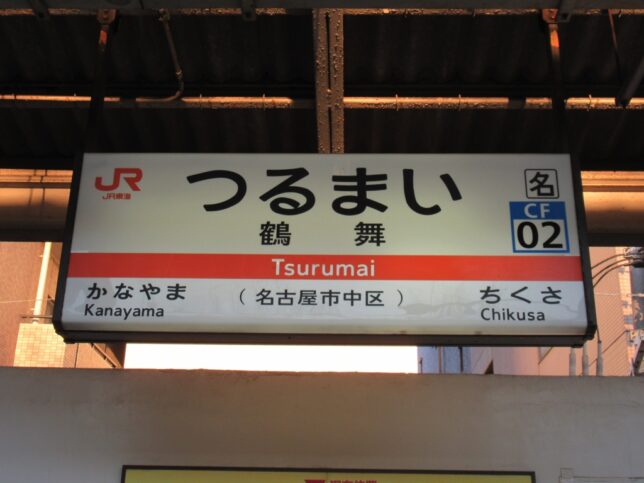 JR
JR東海
つるまい
鶴舞
名
CF
02
Tsurumai
かなやま
Kanayama
(名古屋市中区)
ちくさ
Chikusa